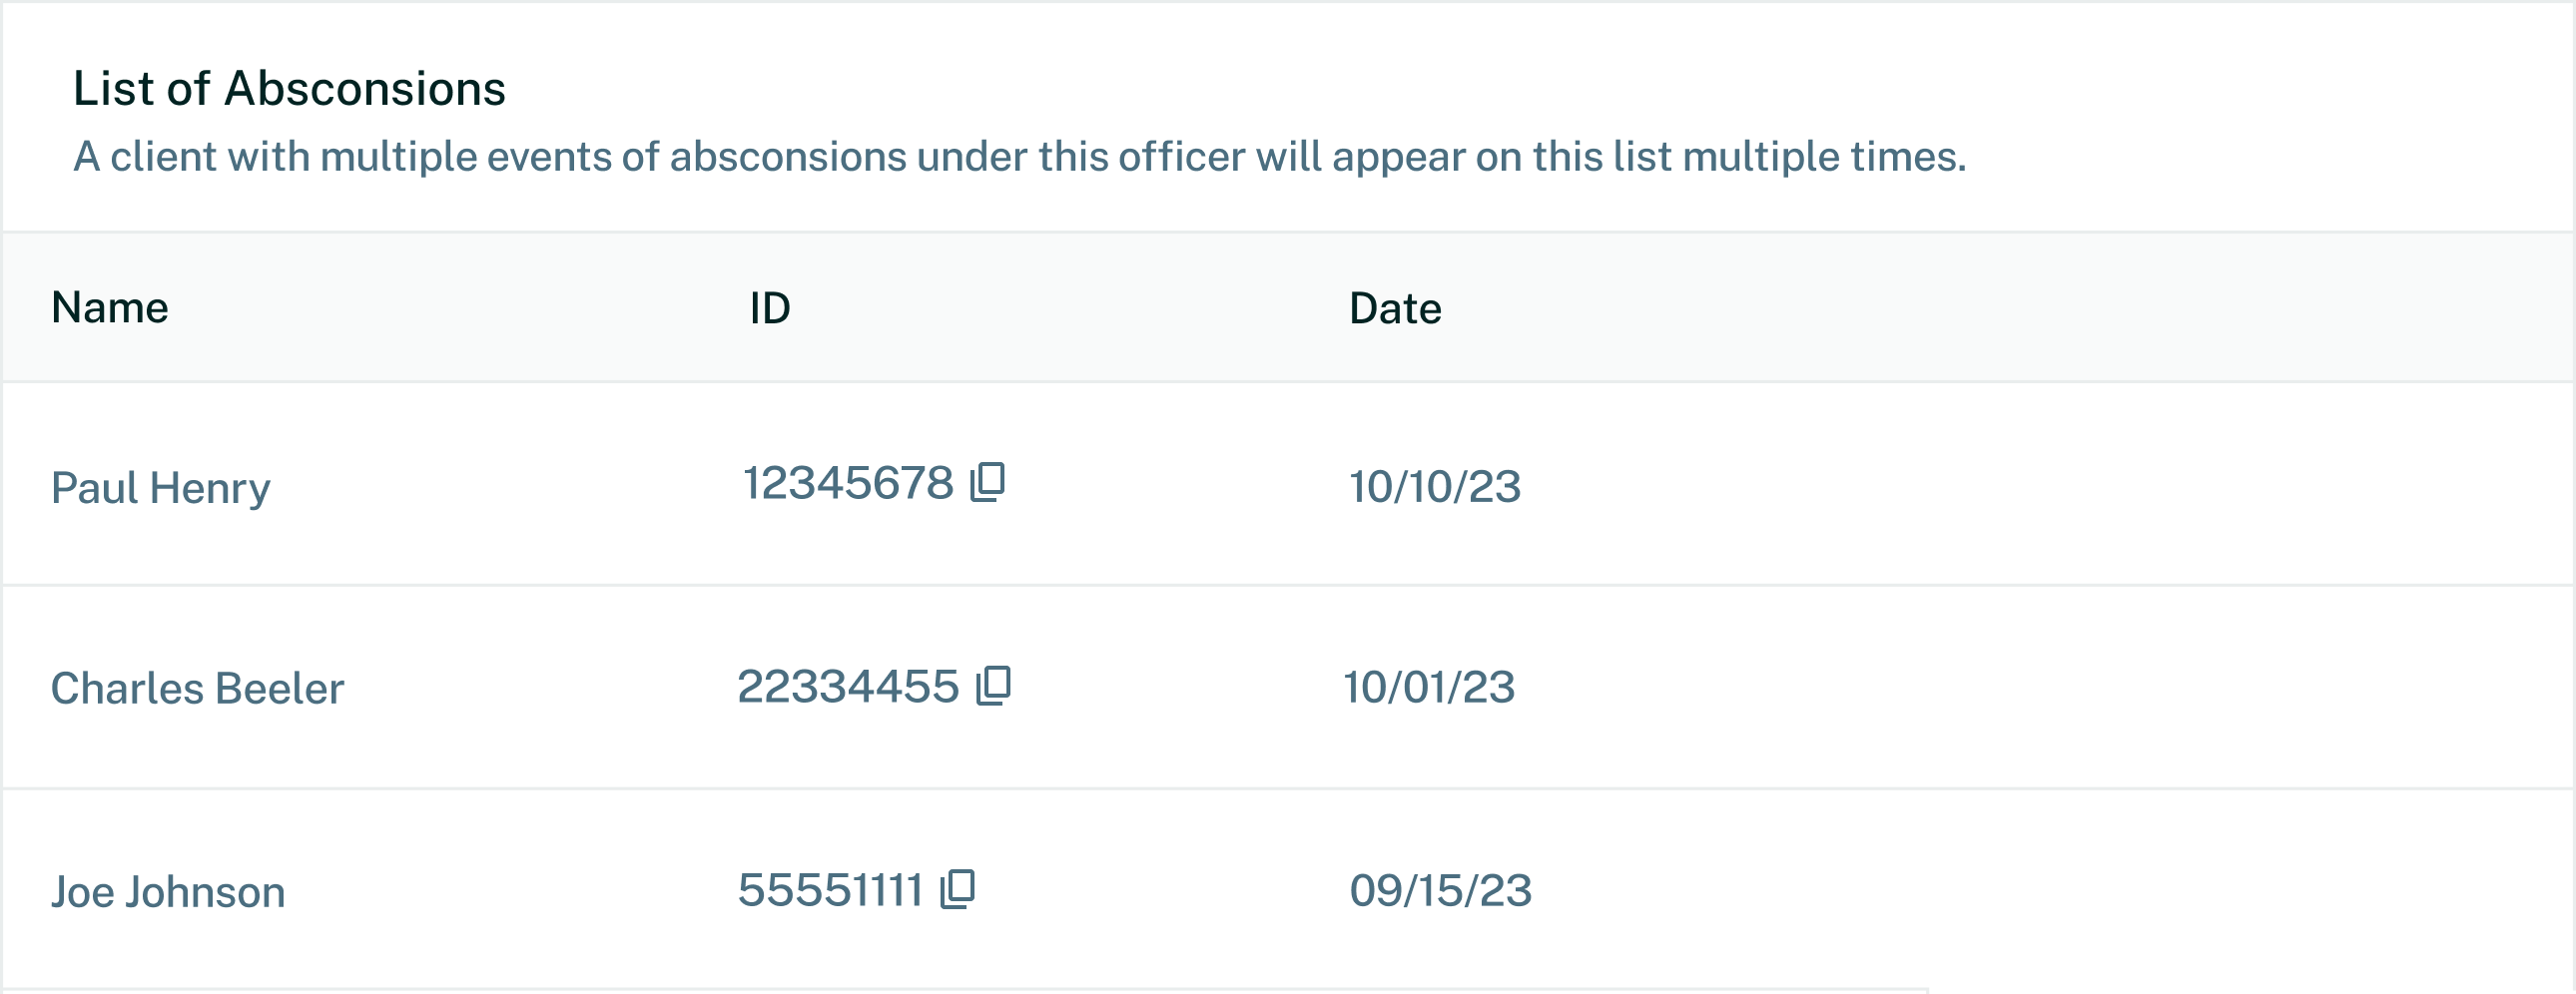 List of Absconsions
A client with multiple events of absconsions under this officer will appear on this list multiple times.
Name ID Date
Paul Henry 12345678 10/10/23
Charles Beeler 22334455 10/01/23
Joe Johnson 55551111 09/15/23